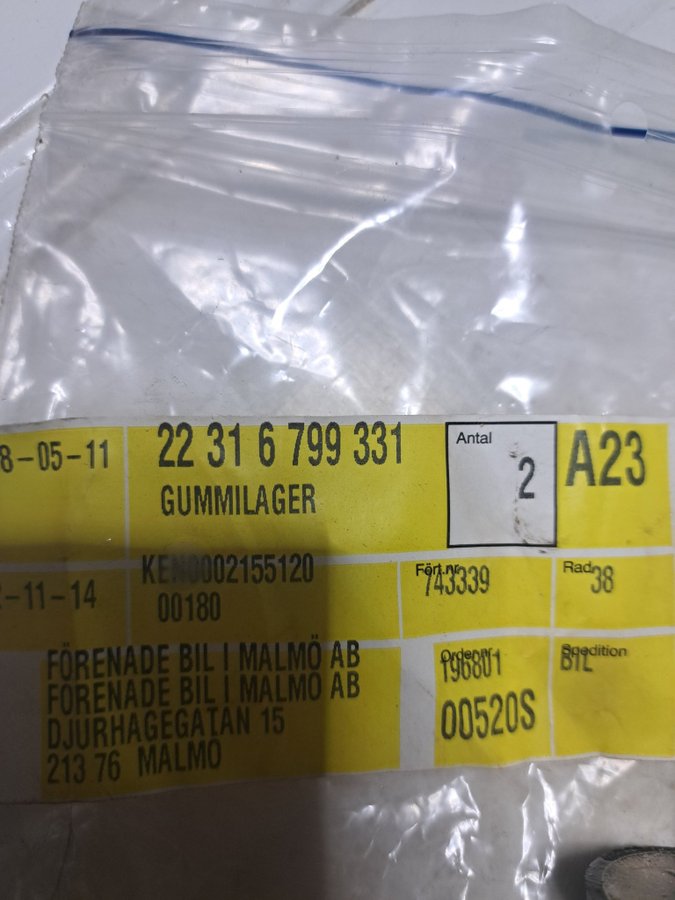 8-05-11
22 31 6 799 331
GUMMILAGER
Antal
2
A23
-11-14
KEN0002155120
00180
Fört.nr
743339
Rad
38
FÖRENADE BIL I MALMÖ AB
FÖRENADE BIL I MALMÖ AB
DJURHAGEGATAN 15
213 76 MALMÖ
Order.nr
196801
00520S
Spedition
BIL